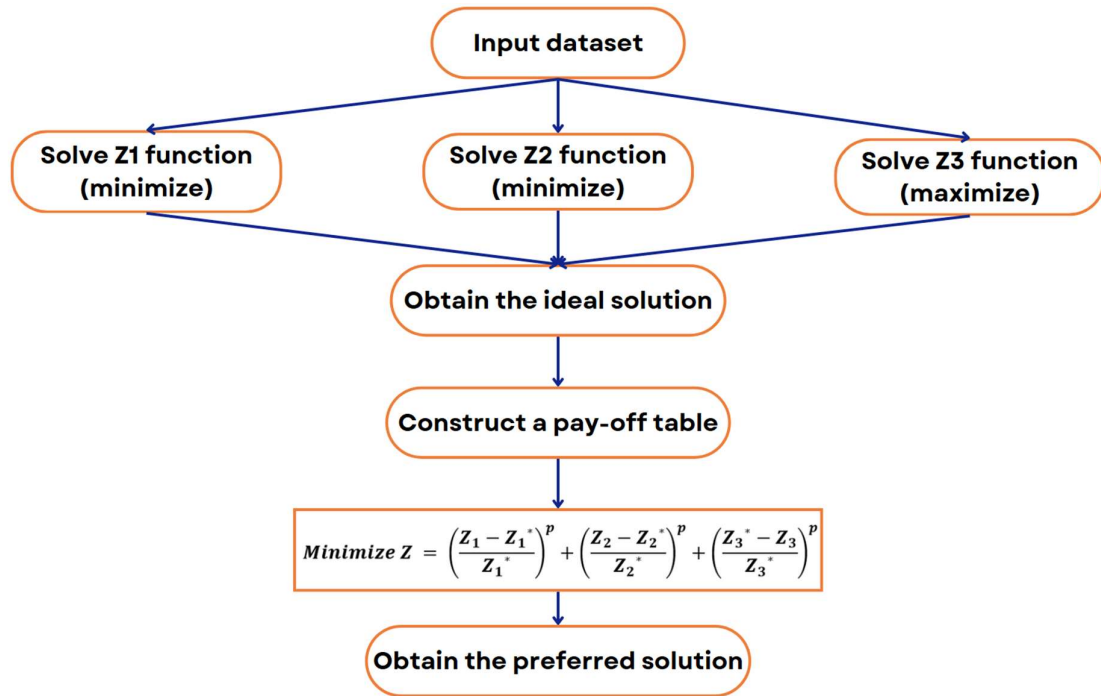 Input dataset
Solve Z1 function
(minimize)
Solve Z2 function
(minimize)
Solve Z3 function
(maximize)
Obtain the ideal solution
Construct a pay-off table
Minimize Z = ((Z₁ − Z₁*)/Z₁*)^p + ((Z₂ − Z₂*)/Z₂*)^p + ((Z₃* − Z₃)/Z₃*)^p
Obtain the preferred solution